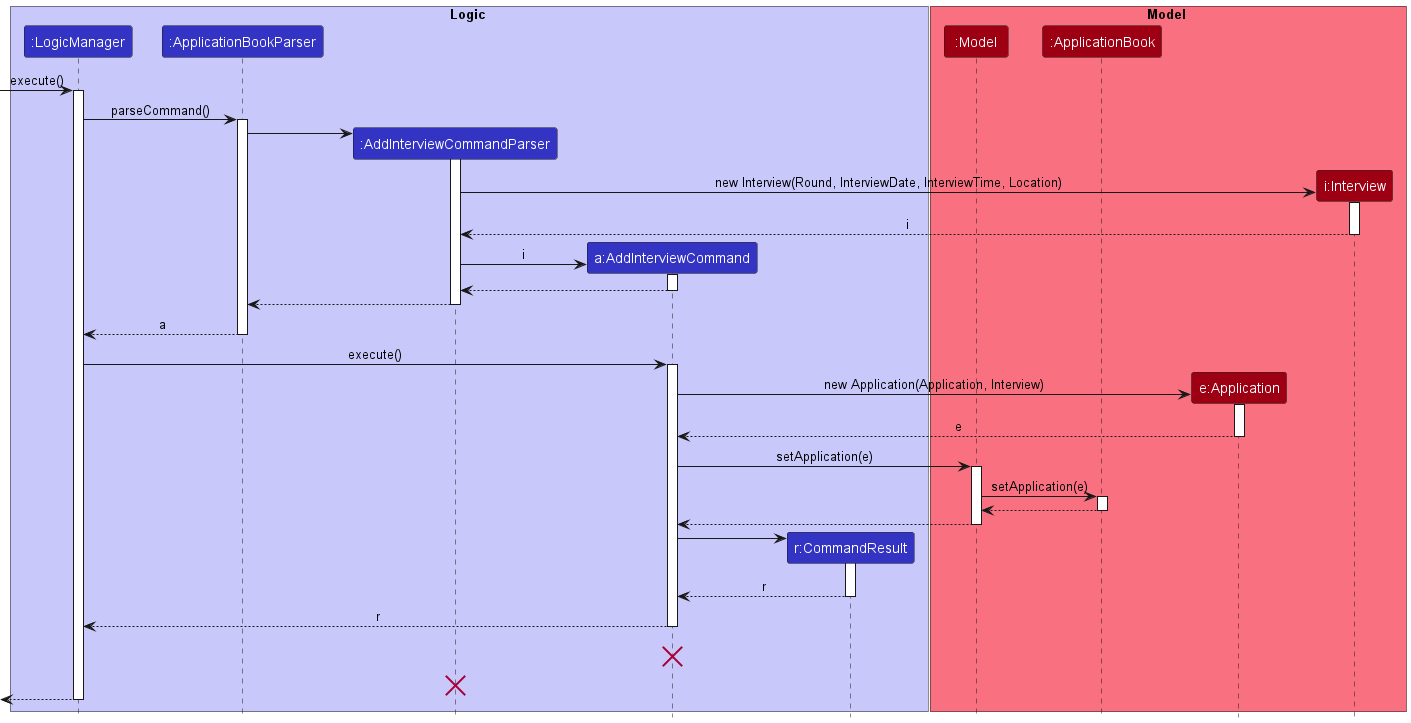 Logic
Model
:LogicManager
:ApplicationBookParser
:Model
:ApplicationBook
execute()
parseCommand()
:AddInterviewCommandParser
new Interview(Round, InterviewDate, InterviewTime, Location)
i:Interview
i
i
a:AddInterviewCommand
a
execute()
new Application(Application, Interview)
e:Application
e
setApplication(e)
setApplication(e)
r:CommandResult
r
r